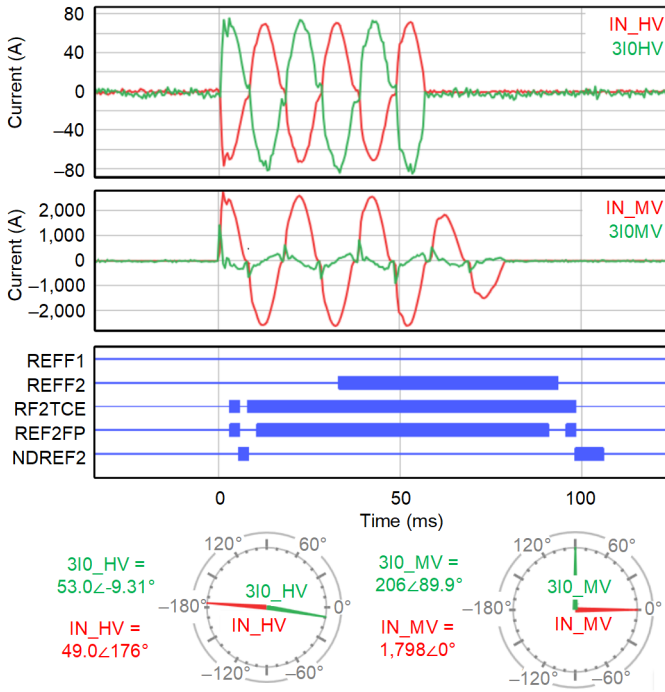 80
40
0
−40
−80
Current (A)
IN_HV
3I0HV
2,000
1,000
0
−1,000
−2,000
Current (A)
IN_MV
3I0MV
REFF1
REFF2
RF2TCE
REF2FP
NDREF2
0 50 100
Time (ms)
3I0_HV =
53.0∠-9.31°
IN_HV =
49.0∠176°
120° 60°
−180° 0°
−120° −60°
3I0_HV
IN_HV
3I0_MV =
206∠89.9°
IN_MV =
1,798∠0°
120° 60°
−180° 0°
−120° −60°
3I0_MV
IN_MV